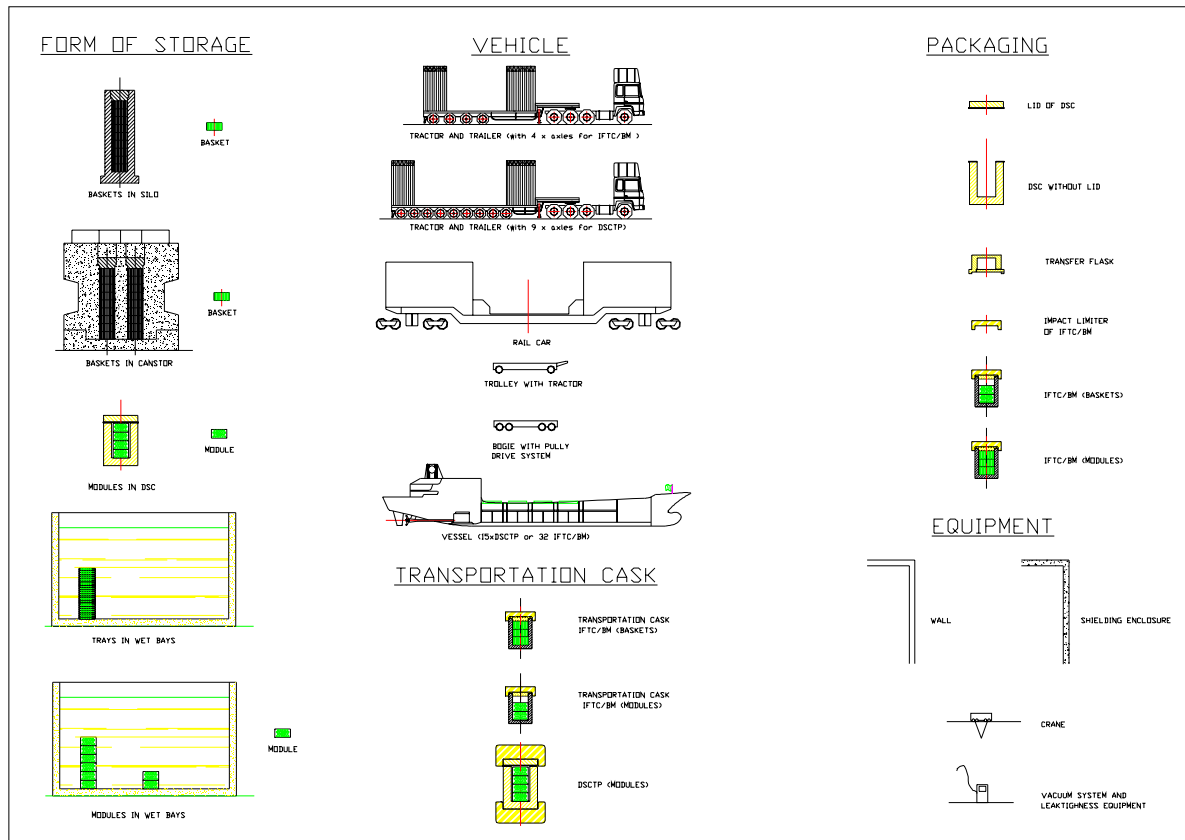 FORM OF STORAGE
BASKET
BASKETS IN SILO
BASKET
BASKETS IN CANSTOR
MODULE
MODULES IN DSC
TRAYS IN WET BAYS
MODULE
MODULES IN WET BAYS
VEHICLE
TRACTOR AND TRAILER (with 4 x axles for IFTC/BM )
TRACTOR AND TRAILER (with 9 x axles for DSCTP)
RAIL CAR
TROLLEY WITH TRACTOR
BOGIE WITH PULLY
DRIVE SYSTEM
VESSEL (15xDSCTP or 32 IFTC/BM)
TRANSPORTATION CASK
TRANSPORTATION CASK
IFTC/BM (BASKETS)
TRANSPORTATION CASK
IFTC/BM (MODULES)
DSCTP (MODULES)
PACKAGING
LID OF DSC
DSC WITHOUT LID
TRANSFER FLASK
IMPACT LIMITER
OF IFTC/BM
IFTC/BM (BASKETS)
IFTC/BM (MODULES)
EQUIPMENT
WALL
SHIELDING ENCLOSURE
CRANE
VACUUM SYSTEM AND
LEAKTIGHNESS EQUIPMENT